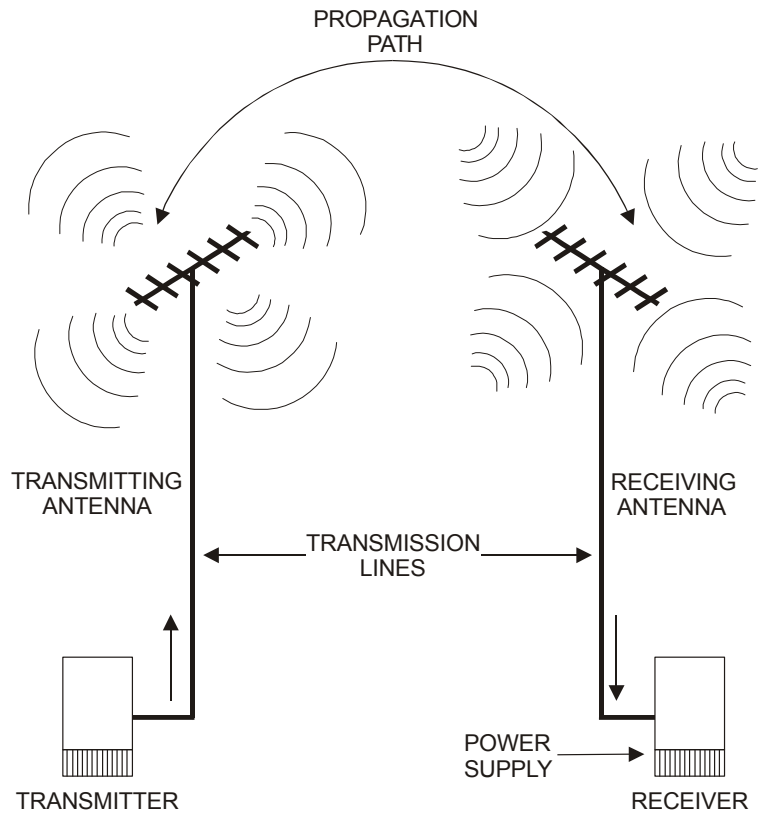 PROPAGATION
PATH
TRANSMITTING
ANTENNA
RECEIVING
ANTENNA
TRANSMISSION
LINES
POWER
SUPPLY
TRANSMITTER
RECEIVER